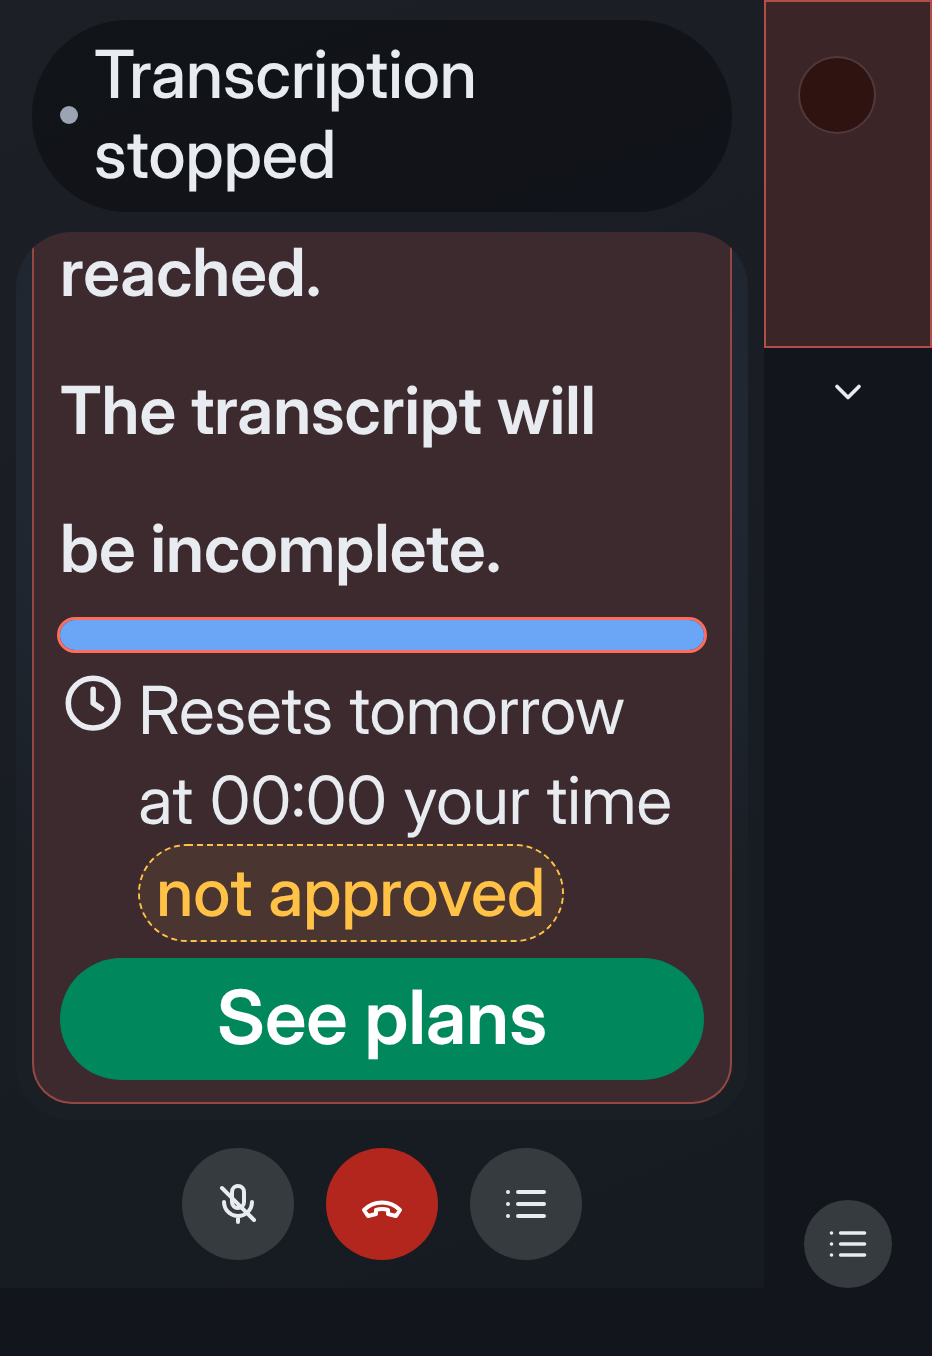 Transcription
stopped
reached.
The transcript will
be incomplete.
Resets tomorrow
at 00:00 your time
not approved
See plans